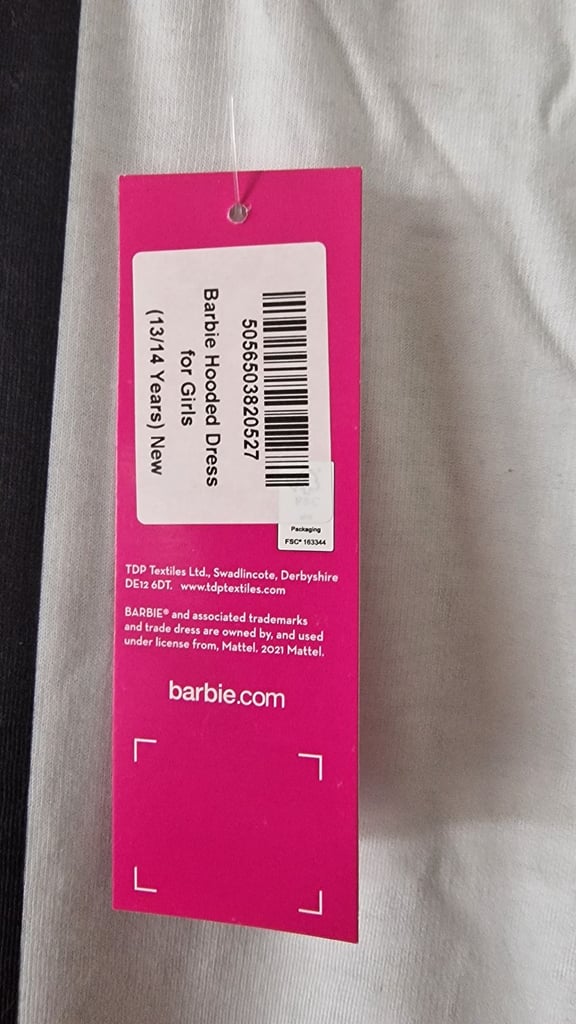 5056503820527
Barbie Hooded Dress
for Girls
(13/14 Years) New
Packaging
FSC® 163344
TDP Textiles Ltd., Swadlincote, Derbyshire
DE12 6DT. www.tdptextiles.com
BARBIE® and associated trademarks
and trade dress are owned by, and used
under license from, Mattel. 2021 Mattel.
barbie.com